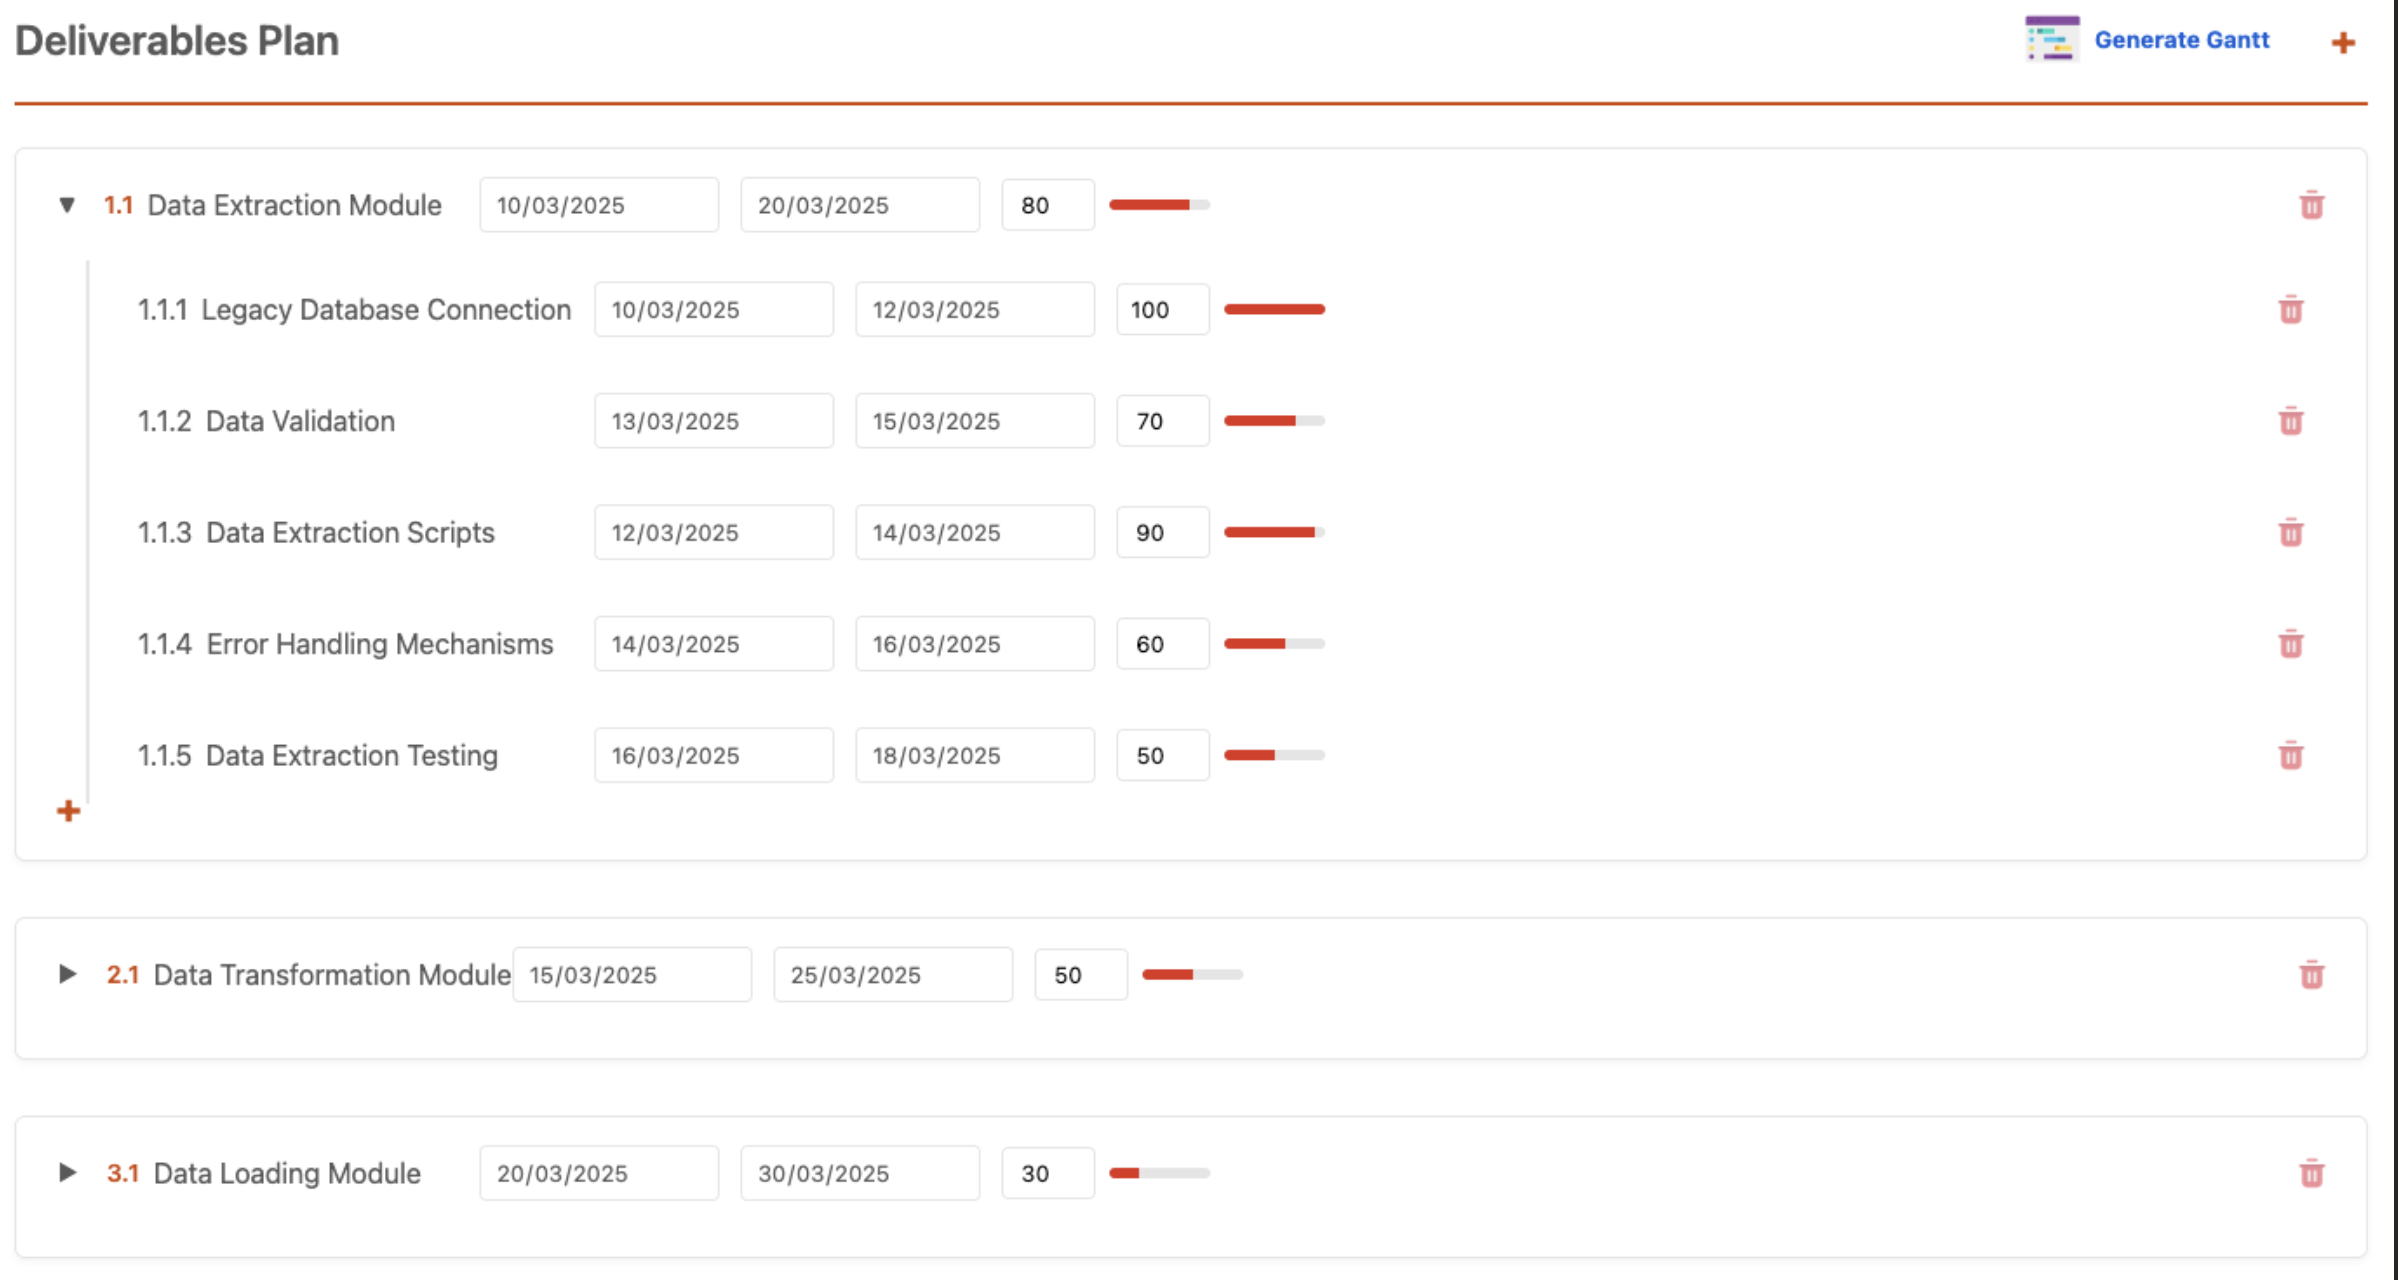 Deliverables Plan Generate Gantt
1.1 Data Extraction Module 10/03/2025 20/03/2025 80
1.1.1 Legacy Database Connection 10/03/2025 12/03/2025 100
1.1.2 Data Validation 13/03/2025 15/03/2025 70
1.1.3 Data Extraction Scripts 12/03/2025 14/03/2025 90
1.1.4 Error Handling Mechanisms 14/03/2025 16/03/2025 60
1.1.5 Data Extraction Testing 16/03/2025 18/03/2025 50
2.1 Data Transformation Module 15/03/2025 25/03/2025 50
3.1 Data Loading Module 20/03/2025 30/03/2025 30